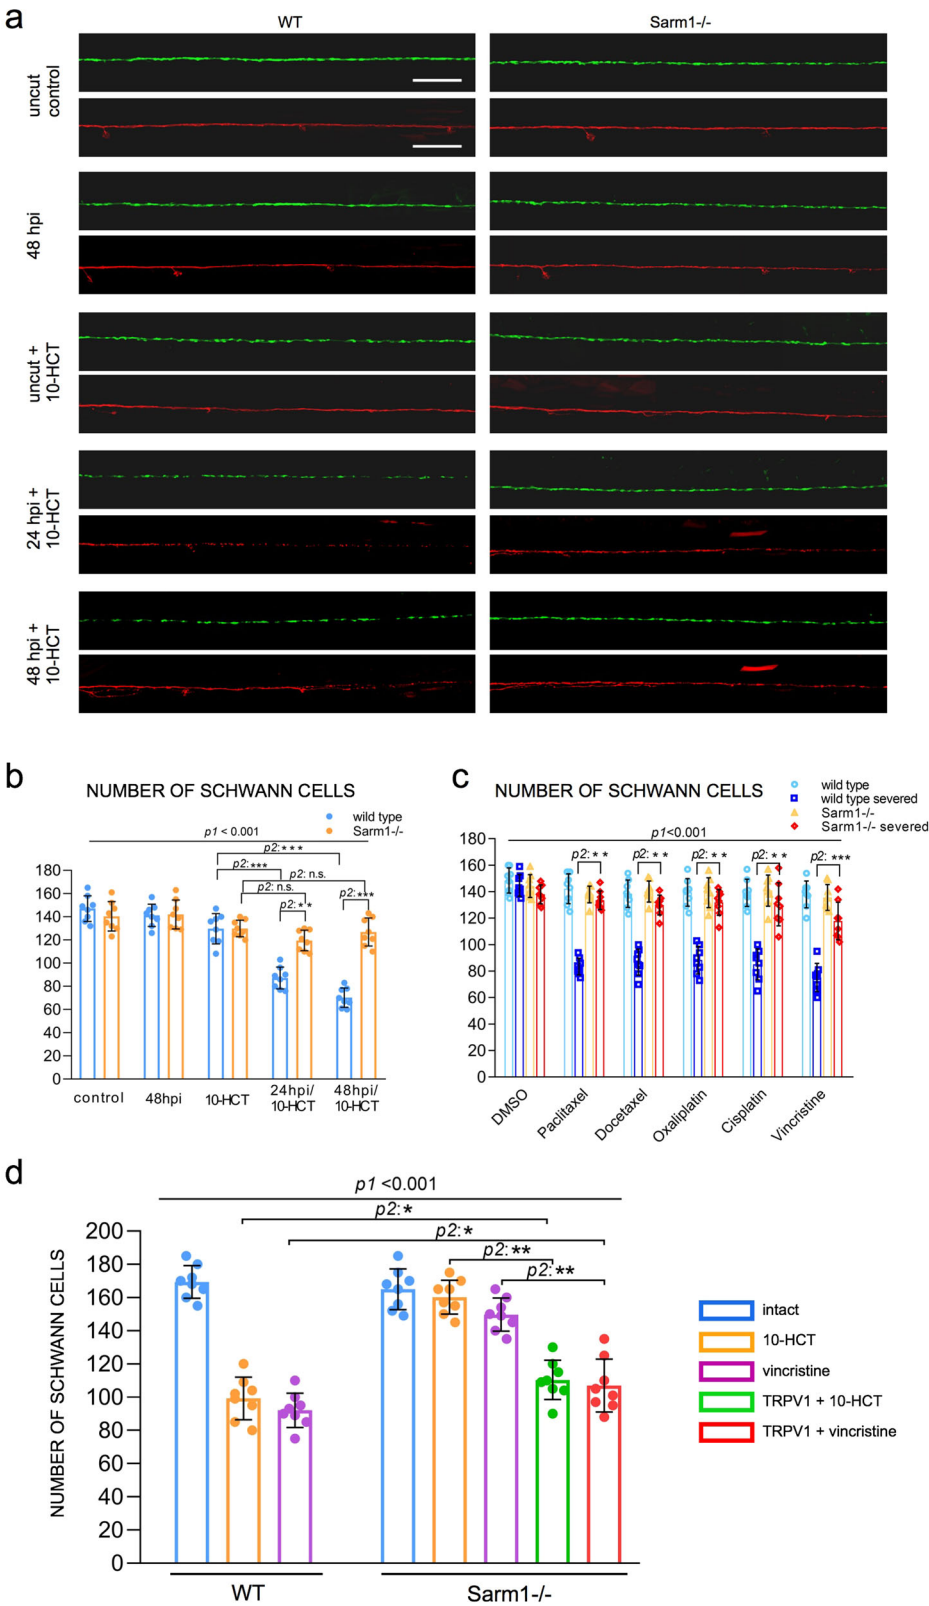 a
WT
Sarm1-/-
uncut
control
48 hpi
uncut +
10-HCT
24 hpi +
10-HCT
48 hpi +
10-HCT
b
NUMBER OF SCHWANN CELLS
wild type
Sarm1-/-
p1 < 0.001
p2: ***
p2: ***
p2: n.s.
p2: n.s.
p2: **
p2: ***
180
160
140
120
100
80
60
40
20
0
control
48hpi
10-HCT
24hpi/
10-HCT
48hpi/
10-HCT
c
NUMBER OF SCHWANN CELLS
wild type
wild type severed
Sarm1-/-
Sarm1-/- severed
p1<0.001
p2: **
p2: **
p2: **
p2: **
p2: ***
180
160
140
120
100
80
60
40
20
0
DMSO
Paclitaxel
Docetaxel
Oxaliplatin
Cisplatin
Vincristine
d
p1 <0.001
p2: *
p2: *
p2: **
p2: **
NUMBER OF SCHWANN CELLS
200
180
160
140
120
100
80
60
40
20
0
WT
Sarm1-/-
intact
10-HCT
vincristine
TRPV1 + 10-HCT
TRPV1 + vincristine